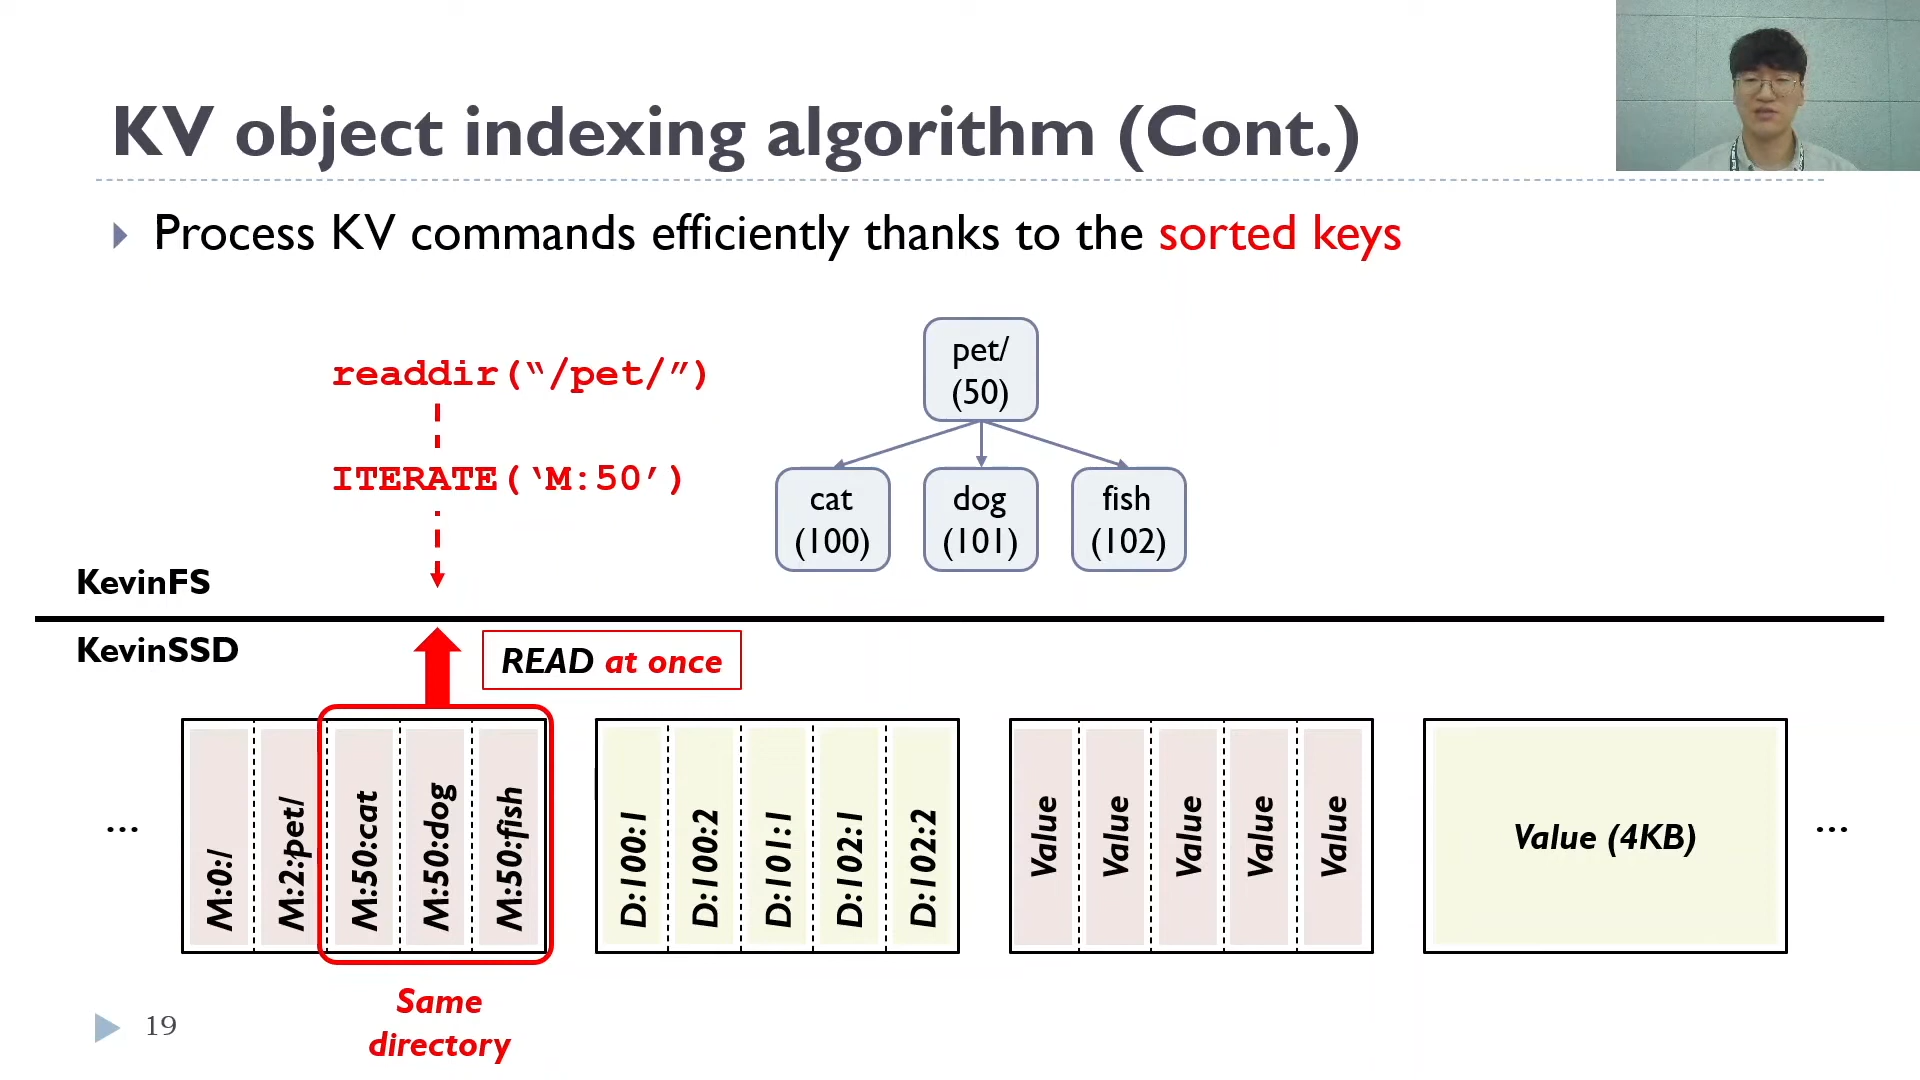 KV object indexing algorithm (Cont.)
Process KV commands efficiently thanks to the sorted keys
readdir(“/pet/”)
ITERATE(‘M:50’)
pet/
(50)
cat
(100)
dog
(101)
fish
(102)
KevinFS
KevinSSD
READ at once
...
M:0:/
M:2:pet/
M:50:cat
M:50:dog
M:50:fish
D:100:1
D:100:2
D:101:1
D:102:1
D:102:2
Value
Value
Value
Value
Value
Value (4KB)
...
Same
directory
19